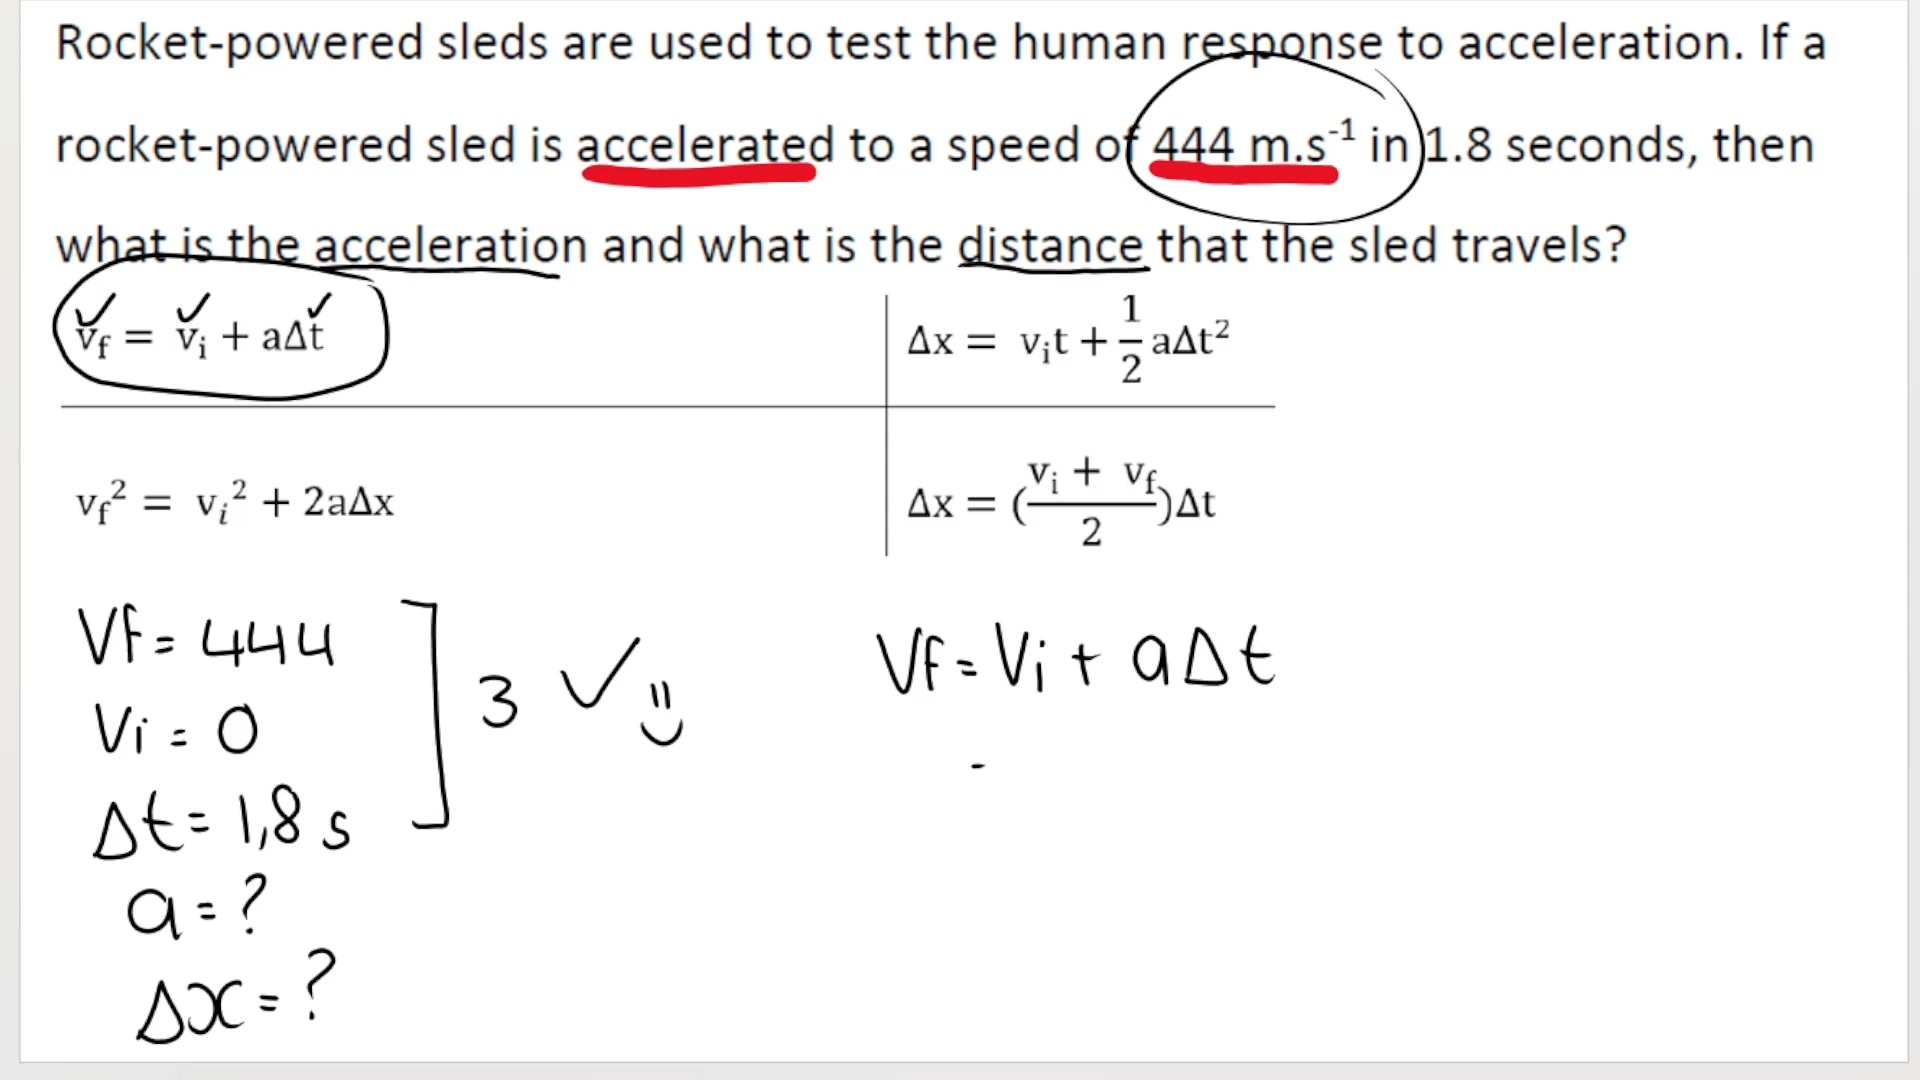 Rocket-powered sleds are used to test the human response to acceleration. If a
rocket-powered sled is accelerated to a speed of 444 m.s⁻¹ in 1.8 seconds, then
what is the acceleration and what is the distance that the sled travels?
v_f = v_i + aΔt
Δx = v_i t + 1/2 aΔt²
v_f² = v_i² + 2aΔx
Δx = (v_i + v_f / 2)Δt
Vf = 444
Vi = 0
Δt = 1,8 s
a = ?
Δx = ?
3 ✓
Vf = Vi + aΔt
-